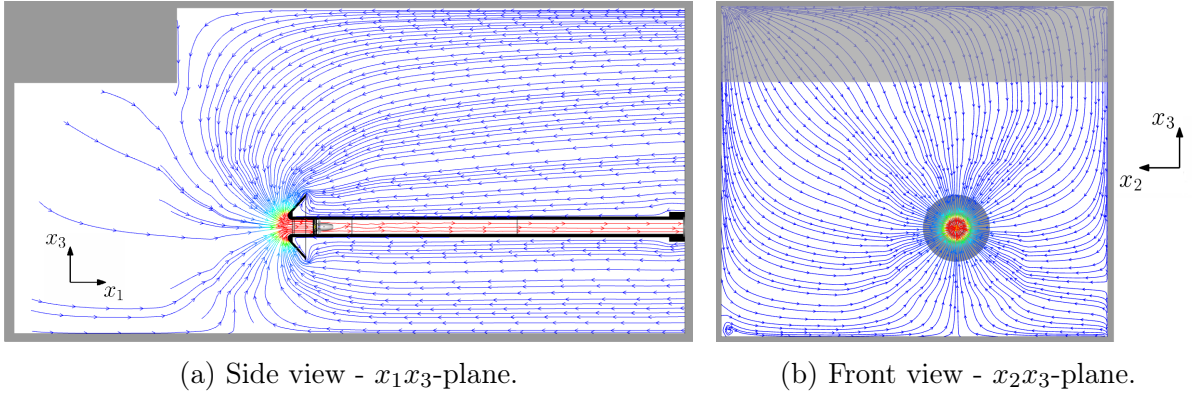 x₃
x₁
x₃
x₂
(a) Side view - x₁x₃-plane.
(b) Front view - x₂x₃-plane.